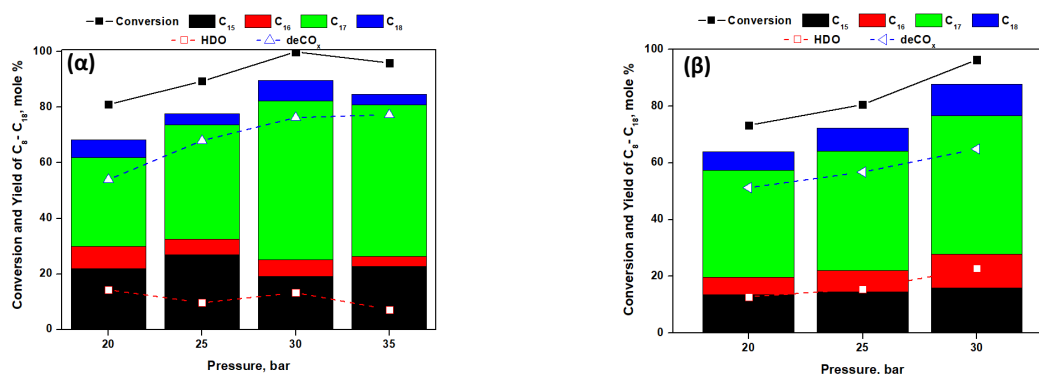 Conversion C15 C16 C17 C18
HDO deCOx
(α)
Conversion and Yield of C8 - C18, mole %
100
80
60
40
20
0
20 25 30 35
Pressure, bar
Conversion C15 C16 C17 C18
HDO deCOx
(β)
Conversion and Yield of C8 - C18, mole %
100
80
60
40
20
0
20 25 30
Pressure, bar